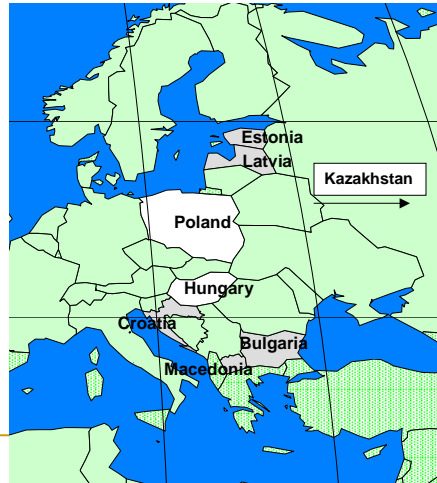 Estonia
Latvia
Kazakhstan
Poland
Hungary
Croatia
Bulgaria
Macedonia